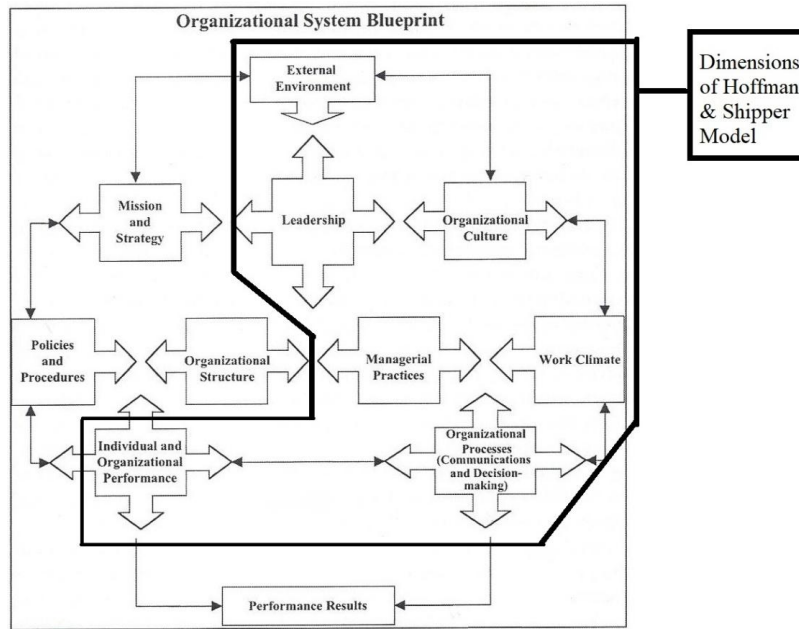 Organizational System Blueprint
External
Environment
Dimensions
of Hoffman
& Shipper
Model
Mission
and
Strategy
Leadership
Organizational
Culture
Policies
and
Procedures
Organizational
Structure
Managerial
Practices
Work Climate
Individual and
Organizational
Performance
Organizational
Processes
(Communications
and Decision-
making)
Performance Results